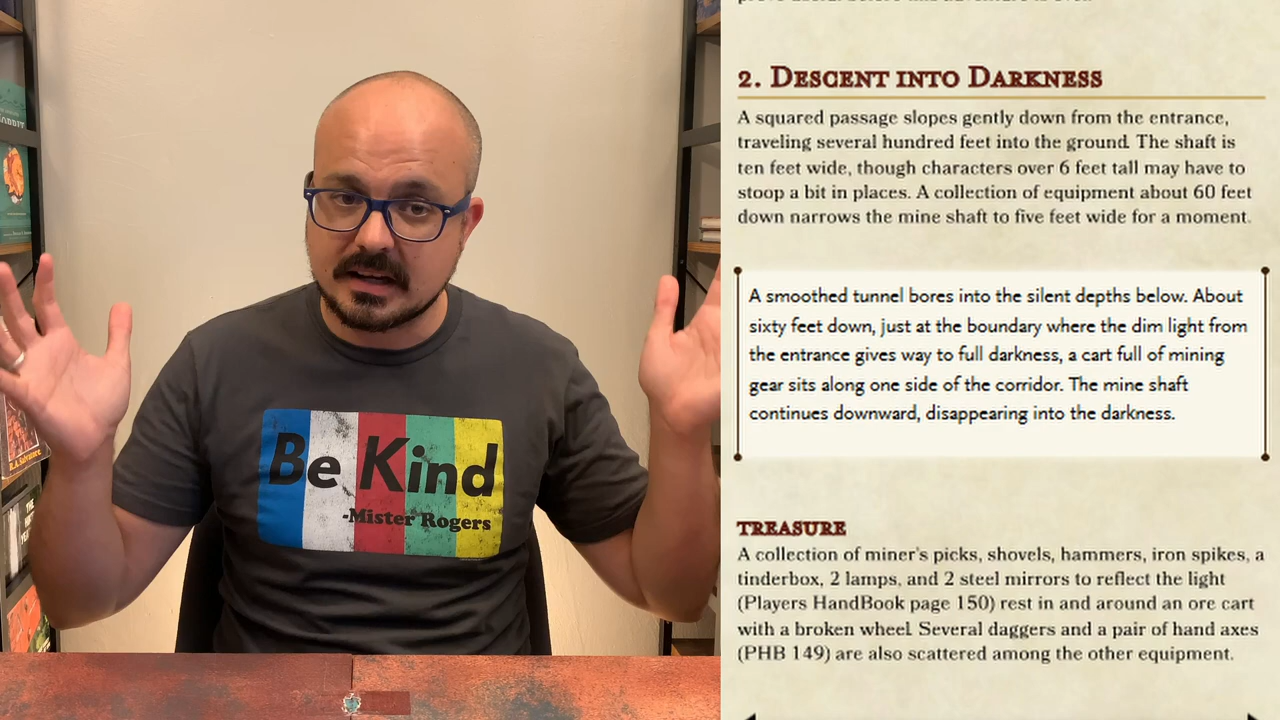 Be Kind
-Mister Rogers
R.A. Salvatore
2. Descent into Darkness
A squared passage slopes gently down from the entrance,
traveling several hundred feet into the ground. The shaft is
ten feet wide, though characters over 6 feet tall may have to
stoop a bit in places. A collection of equipment about 60 feet
down narrows the mine shaft to five feet wide for a moment.
A smoothed tunnel bores into the silent depths below. About
sixty feet down, just at the boundary where the dim light from
the entrance gives way to full darkness, a cart full of mining
gear sits along one side of the corridor. The mine shaft
continues downward, disappearing into the darkness.
Treasure
A collection of miner's picks, shovels, hammers, iron spikes, a
tinderbox, 2 lamps, and 2 steel mirrors to reflect the light
(Players HandBook page 150) rest in and around an ore cart
with a broken wheel. Several daggers and a pair of hand axes
(PHB 149) are also scattered among the other equipment.